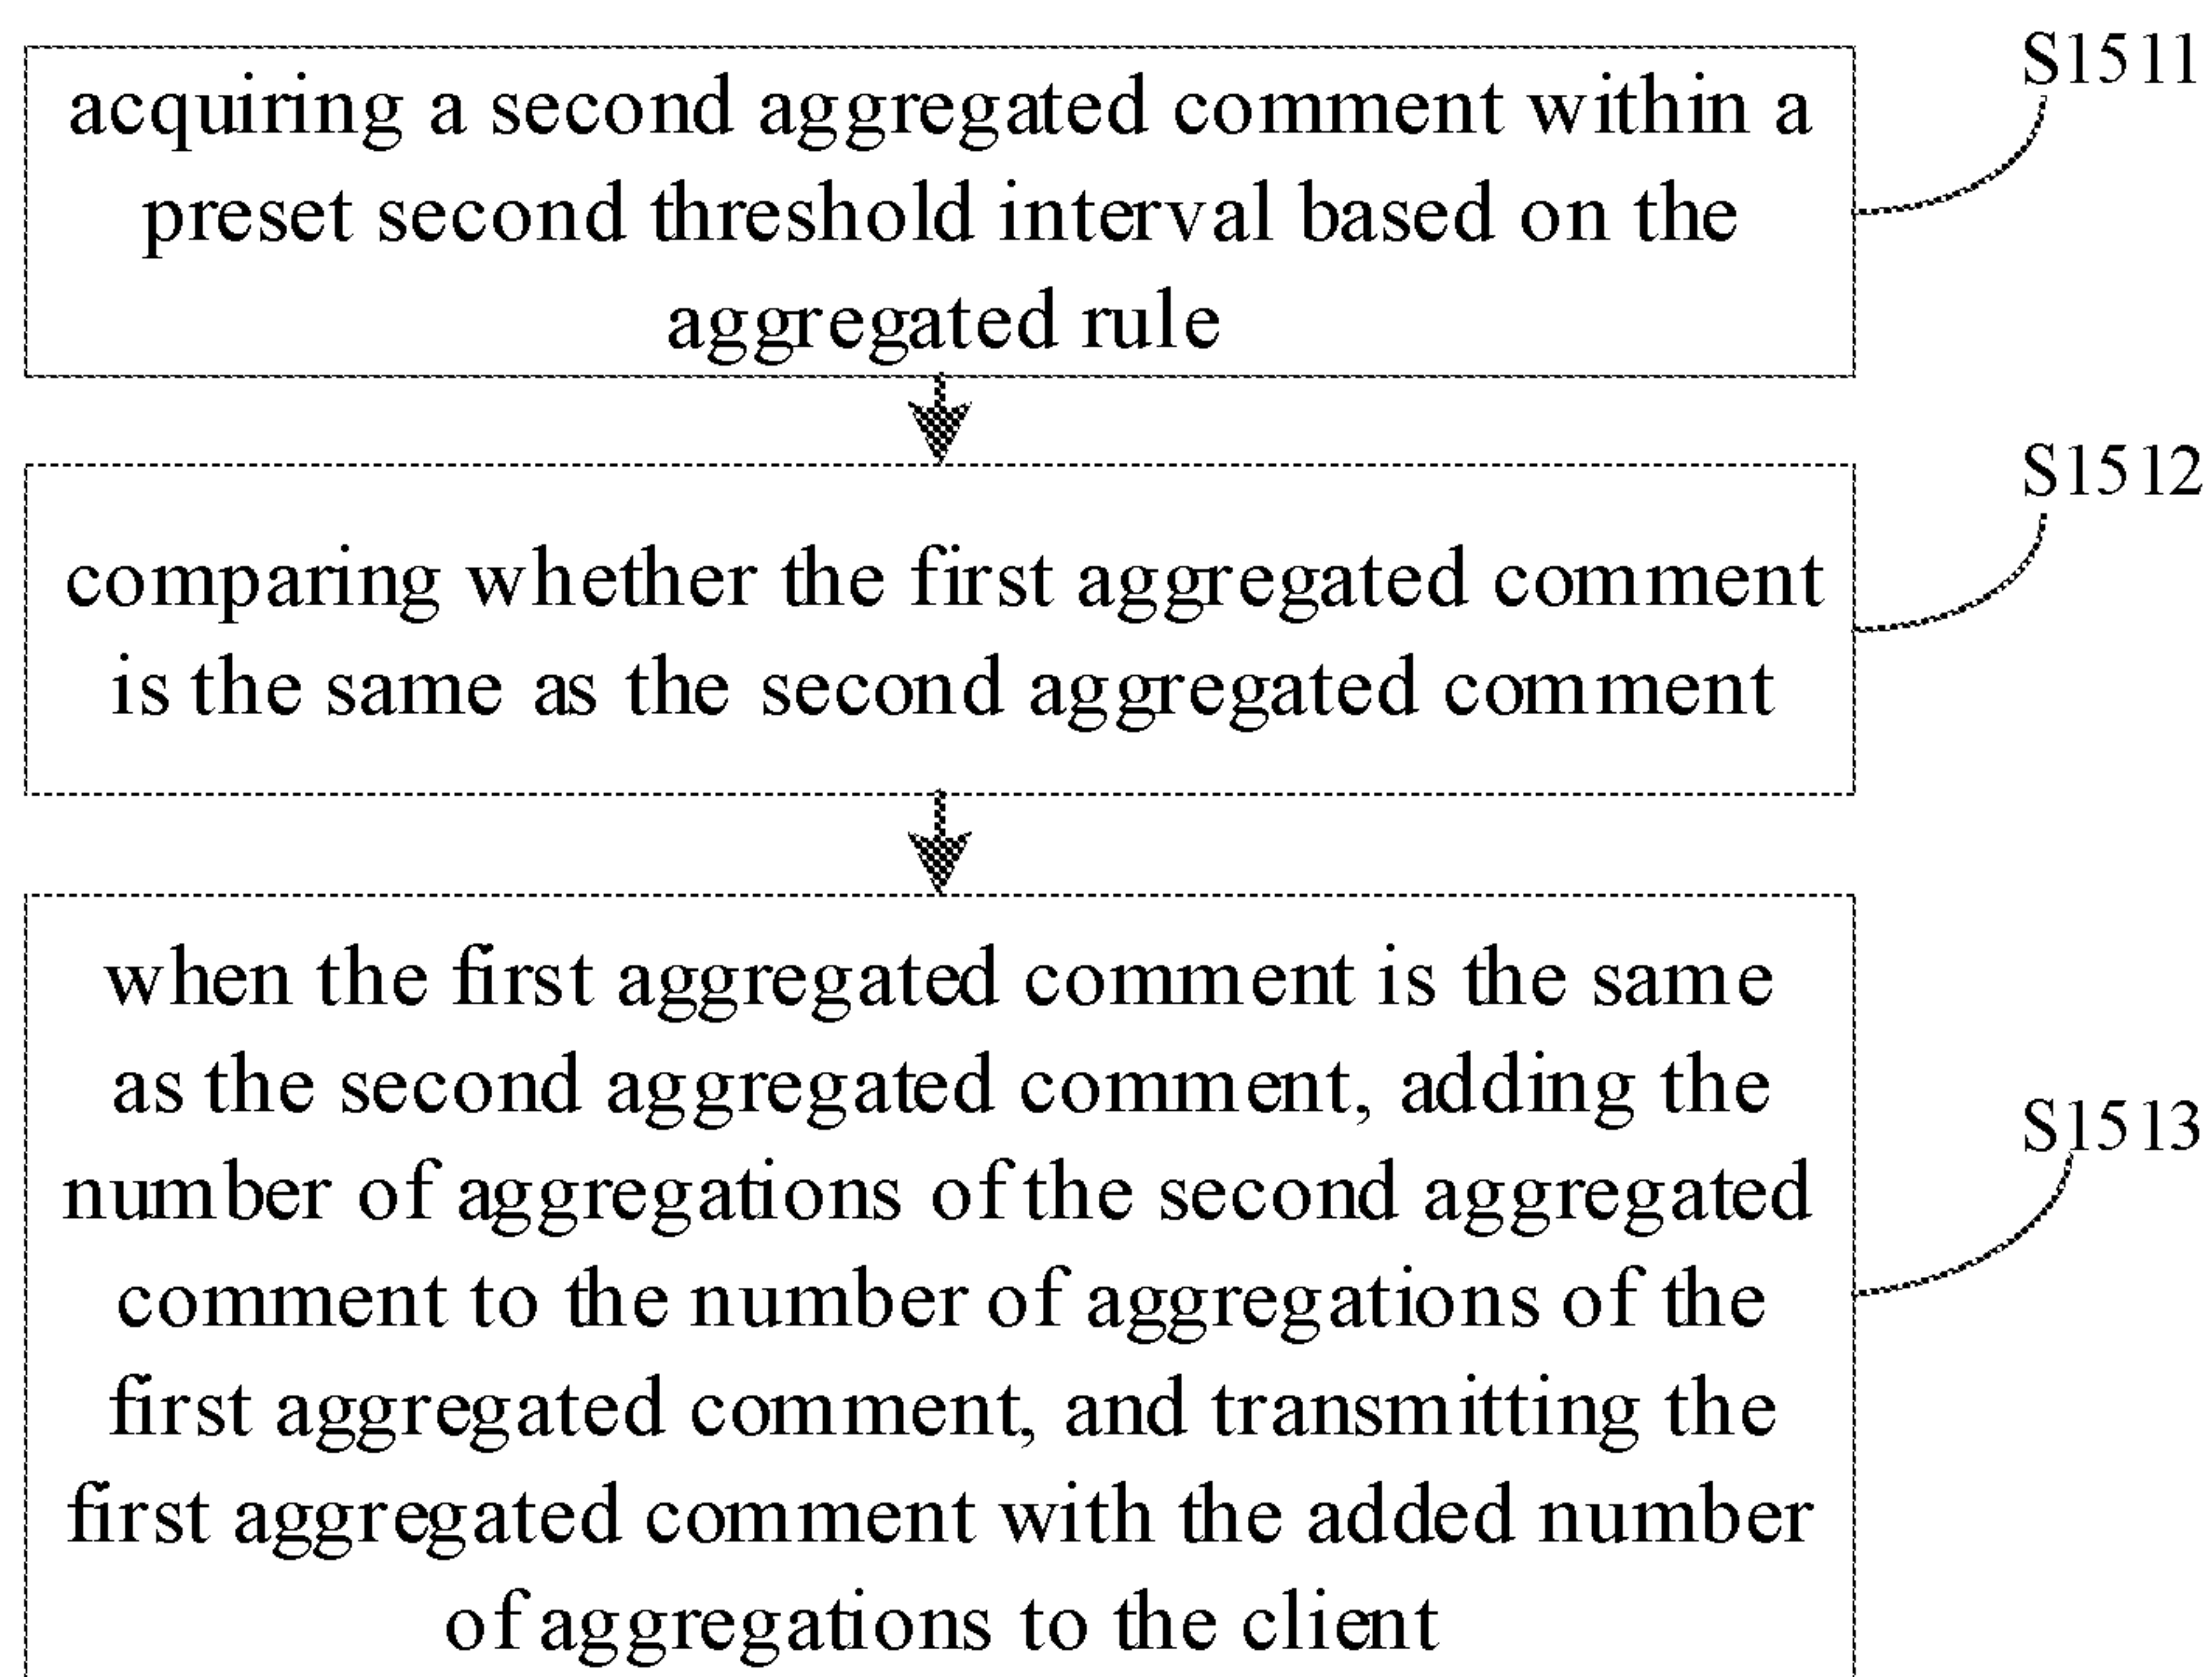 S1511
acquiring a second aggregated comment within a
preset second threshold interval based on the
aggregated rule
S1512
comparing whether the first aggregated comment
is the same as the second aggregated comment
when the first aggregated comment is the same
as the second aggregated comment, adding the
number of aggregations of the second aggregated
S1513
comment to the number of aggregations of the
first aggregated comment, and transmitting the
first aggregated comment with the added number
of aggregations to the client